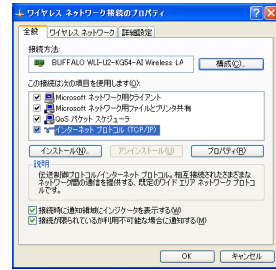 ワイヤレス ネットワーク接続のプロパティ
全般 ワイヤレス ネットワーク 詳細設定
接続方法:
BUFFALO WLI-U2-KG54-AI Wireless LA 構成(C)...
この接続は次の項目を使用します(O):
Microsoft ネットワーク用クライアント
Microsoft ネットワーク用ファイルとプリンタ共有
QoS パケット スケジューラ
インターネット プロトコル (TCP/IP)
インストール(N)... アンインストール(U) プロパティ(R)
説明
伝送制御プロトコル/インターネット プロトコル。相互接続されたさまざまな
ネットワーク間の通信を提供する、既定のワイド エリア ネットワーク プロトコ
ルです。
接続時に通知領域にインジケータを表示する(W)
接続が限られているか利用不可能な場合に通知する(M)
OK キャンセル